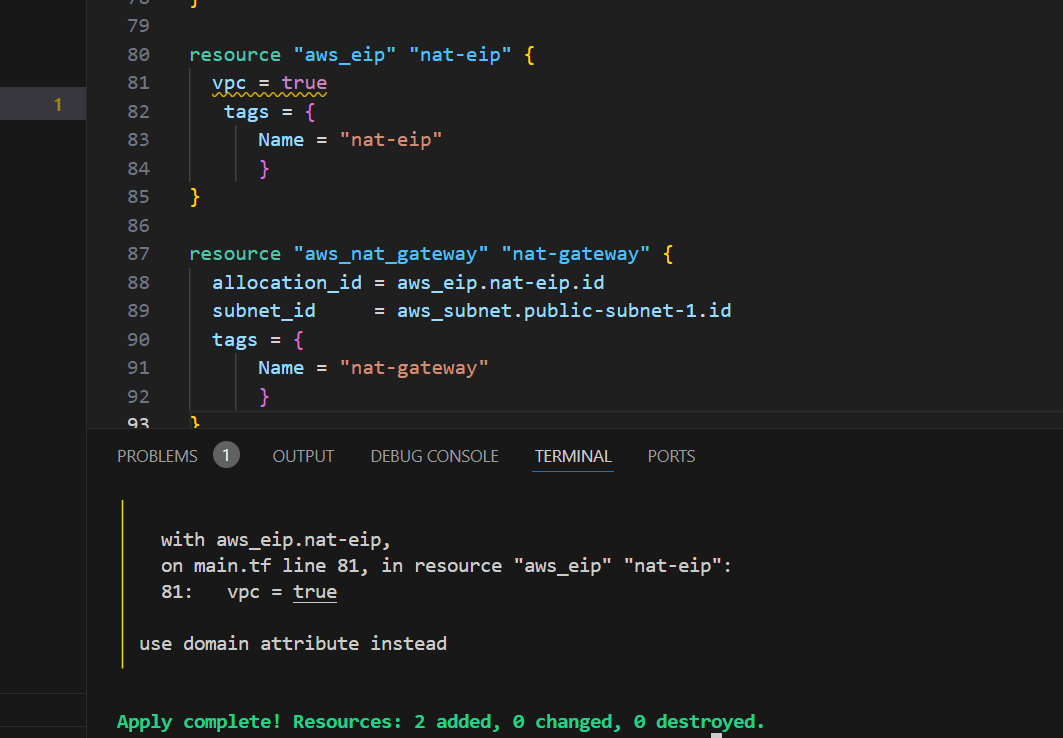 78 }
79
1
80 resource "aws_eip" "nat-eip" {
81 vpc = true
82 tags = {
83 Name = "nat-eip"
84 }
85 }
86
87 resource "aws_nat_gateway" "nat-gateway" {
88 allocation_id = aws_eip.nat-eip.id
89 subnet_id     = aws_subnet.public-subnet-1.id
90 tags = {
91 Name = "nat-gateway"
92 }
93 }
PROBLEMS 1 OUTPUT DEBUG CONSOLE TERMINAL PORTS
with aws_eip.nat-eip,
on main.tf line 81, in resource "aws_eip" "nat-eip":
81:   vpc = true
use domain attribute instead
Apply complete! Resources: 2 added, 0 changed, 0 destroyed.